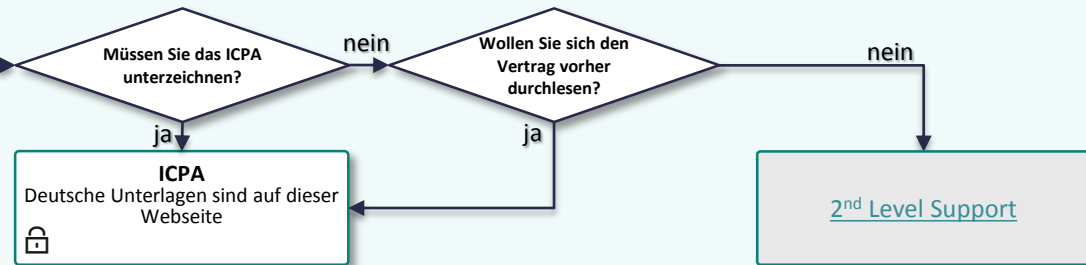 Müssen Sie das ICPA
unterzeichnen?
nein
Wollen Sie sich den
Vertrag vorher
durchlesen?
nein
ja
ja
ICPA
Deutsche Unterlagen sind auf dieser
Webseite
2nd Level Support